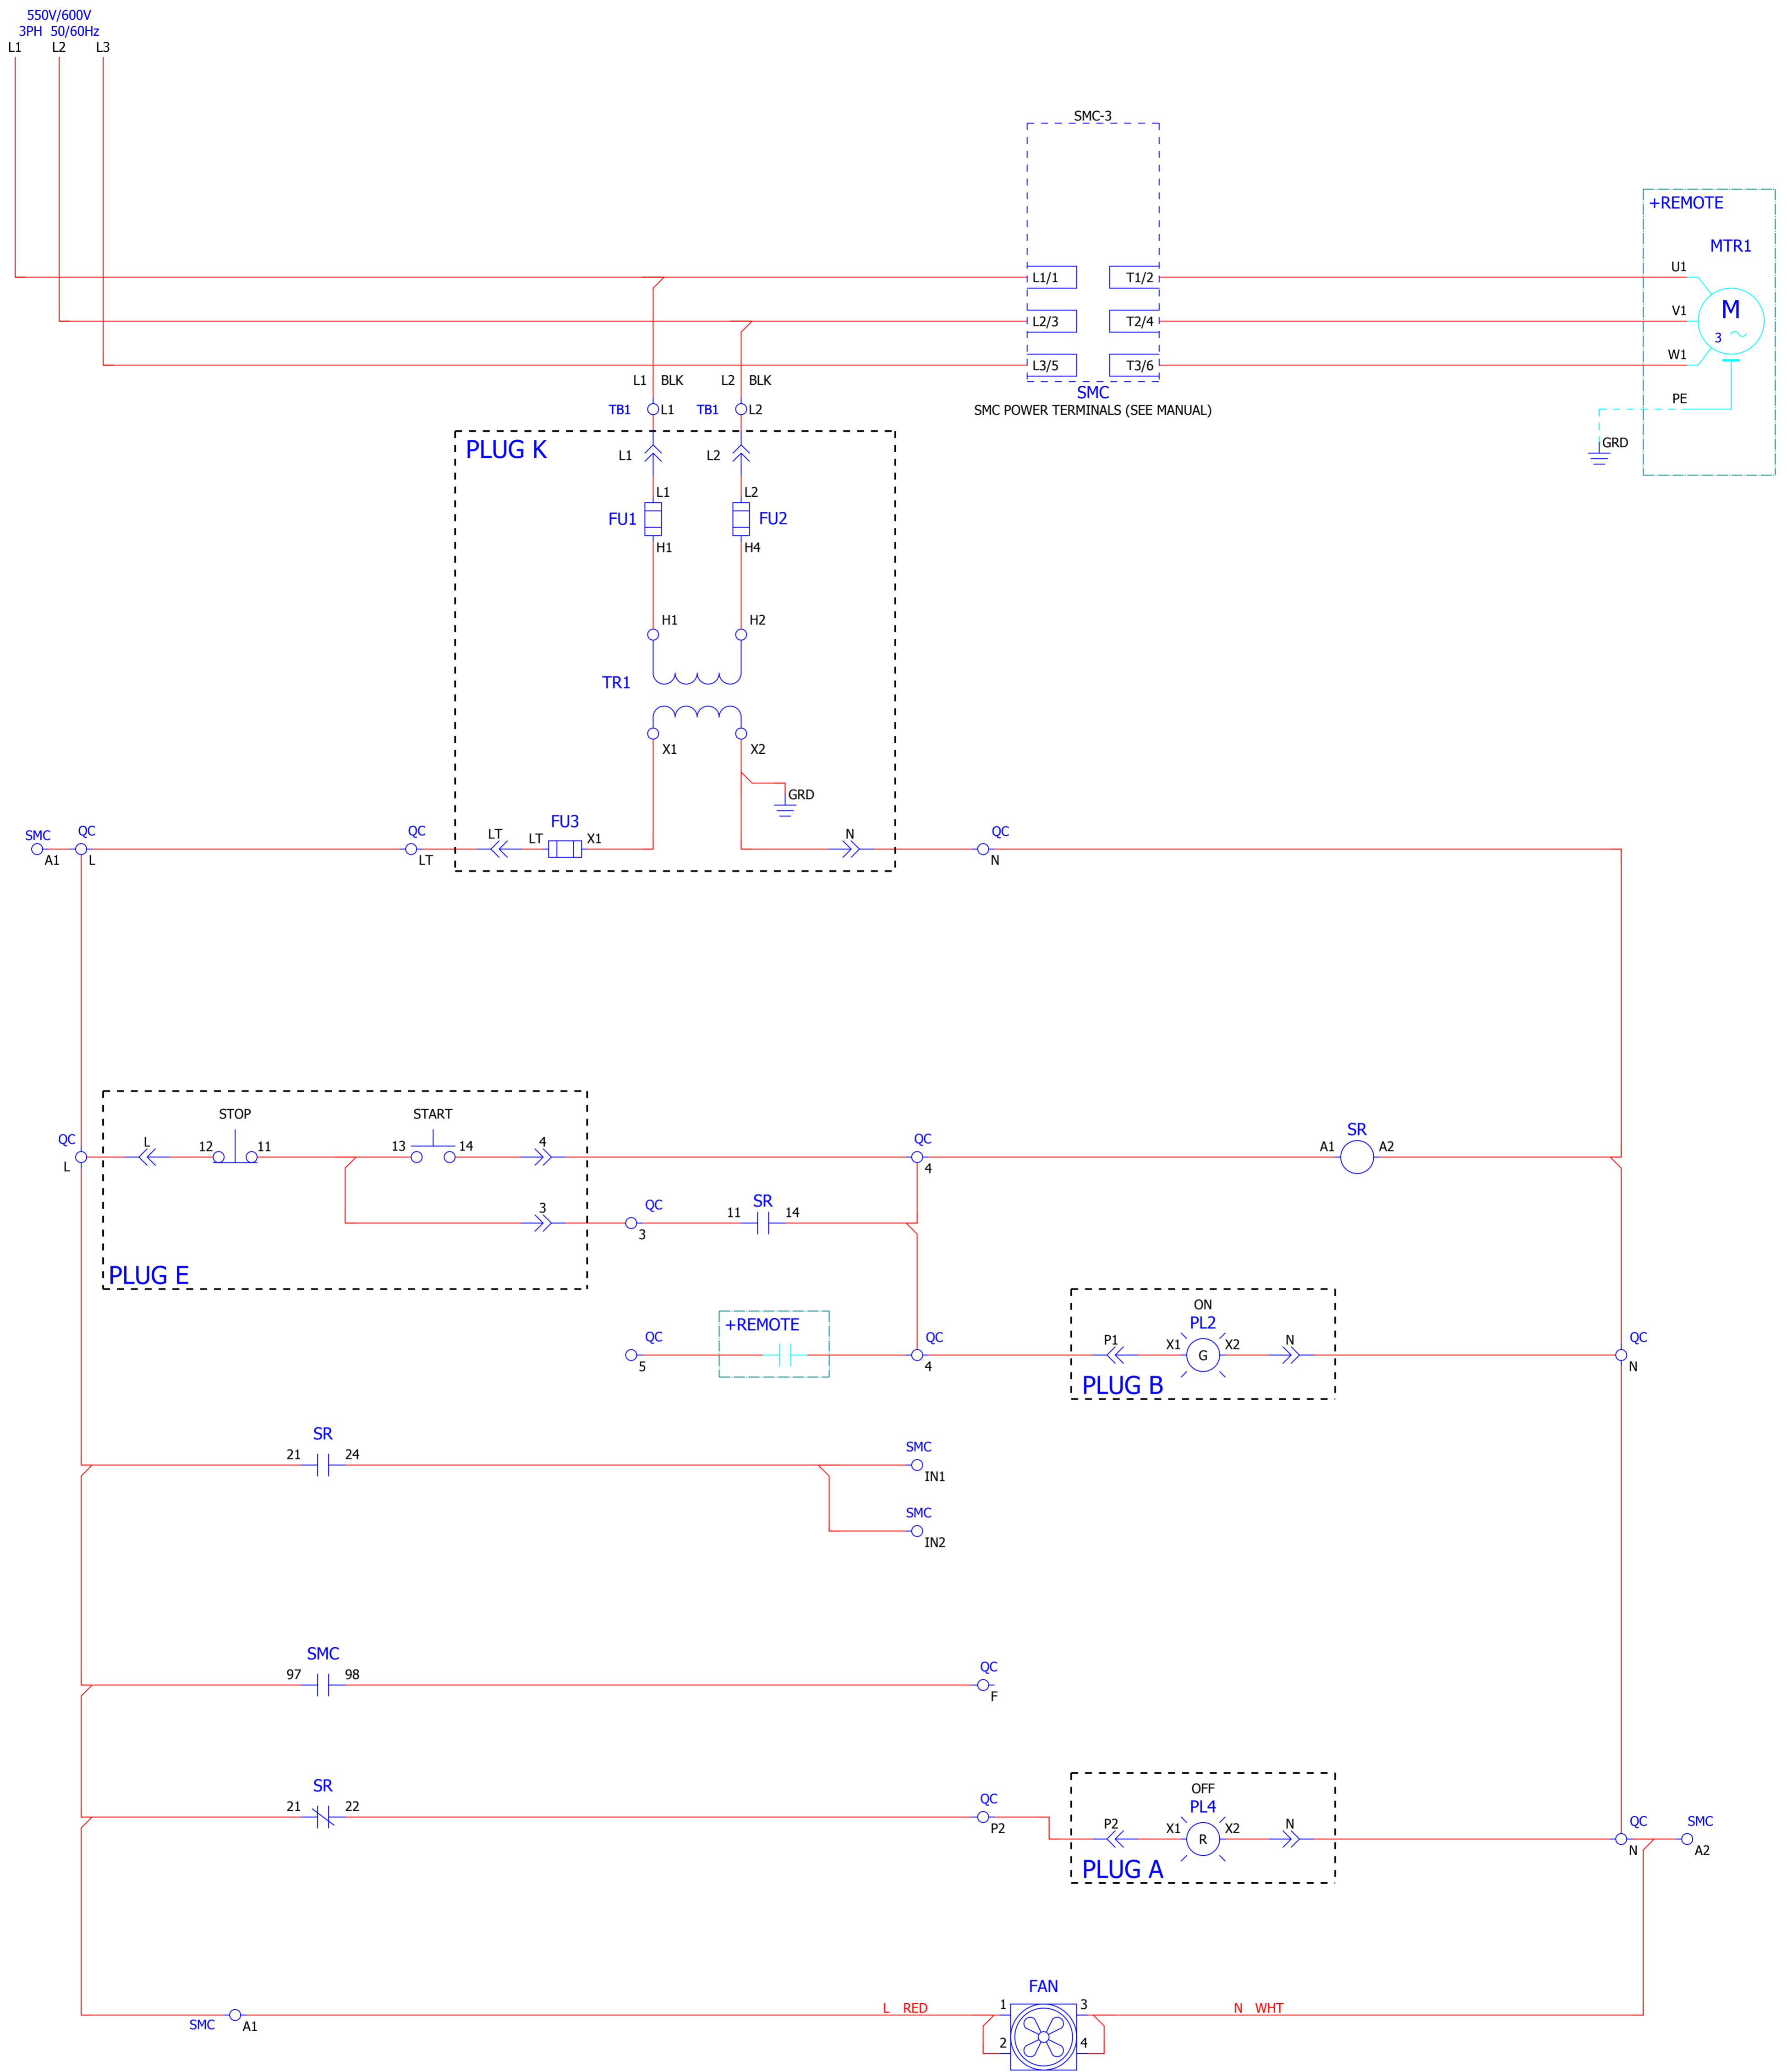 550V/600V
3PH 50/60Hz
L1 L2 L3
SMC-3
+REMOTE
MTR1
L1/1 T1/2 U1
L2/3 T2/4 V1
M
3
L3/5 T3/6 W1
L1 BLK L2 BLK
SMC
SMC POWER TERMINALS (SEE MANUAL)
PE
GRD
TB1 L1 TB1 L2
PLUG K
L1 L2
L1 L2
FU1 FU2
H1 H4
H1 H2
TR1
X1 X2
GRD
SMC QC QC LT LT FU3 X1 N QC
A1 L LT N
STOP START
QC L 12 11 13 14 4 QC A1 SR A2
L 4
3 QC 11 SR 14
3
PLUG E
+REMOTE
ON
PL2
QC QC P1 X1 G X2 N QC
5 4 N
PLUG B
SR
21 24 SMC
IN1
SMC
IN2
SMC
97 98 QC
F
SR
21 22 QC
P2
OFF
PL4
P2 X1 R X2 N QC SMC
N A2
PLUG A
FAN
L RED 1 3 N WHT
SMC A1
2 4